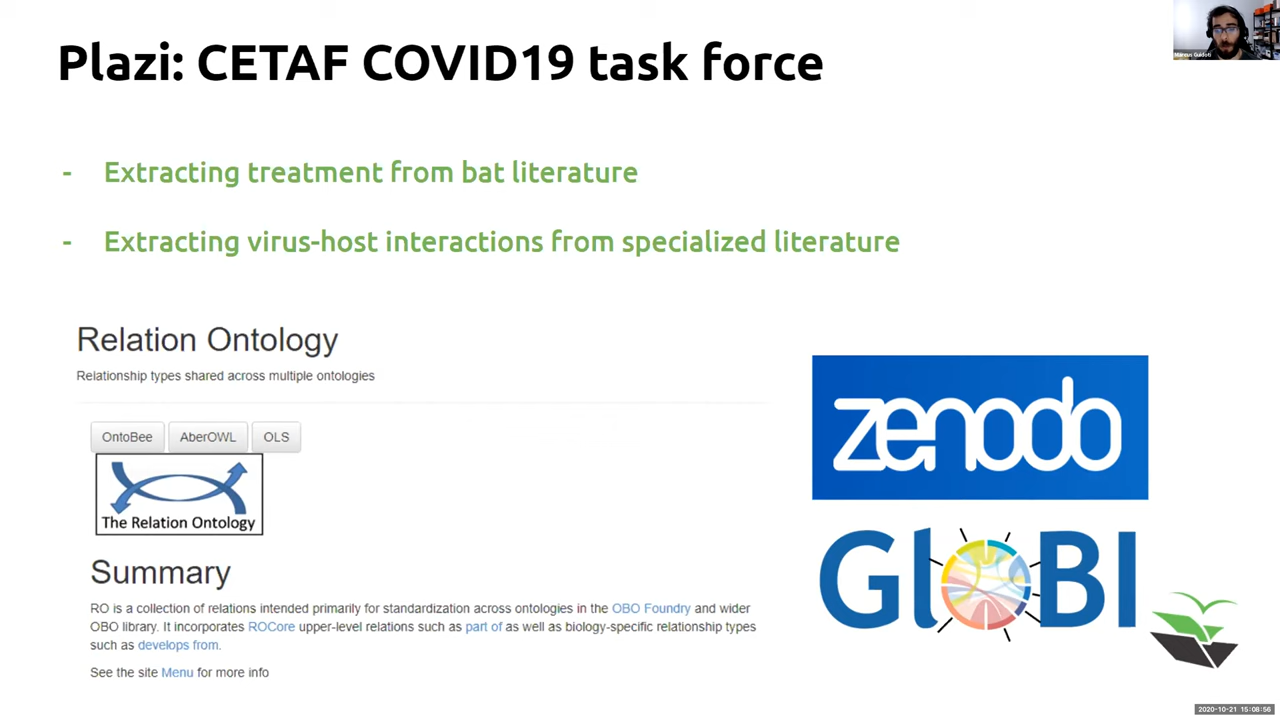 Plazi: CETAF COVID19 task force
Marcus Guidoti
- Extracting treatment from bat literature
- Extracting virus-host interactions from specialized literature
Relation Ontology
Relationship types shared across multiple ontologies
OntoBee AberOWL OLS
The Relation Ontology
Summary
RO is a collection of relations intended primarily for standardization across ontologies in the OBO Foundry and wider
OBO library. It incorporates ROCore upper-level relations such as part of as well as biology-specific relationship types
such as develops from.
See the site Menu for more info
zenodo
GloBI
2020-10-21 15:08:56